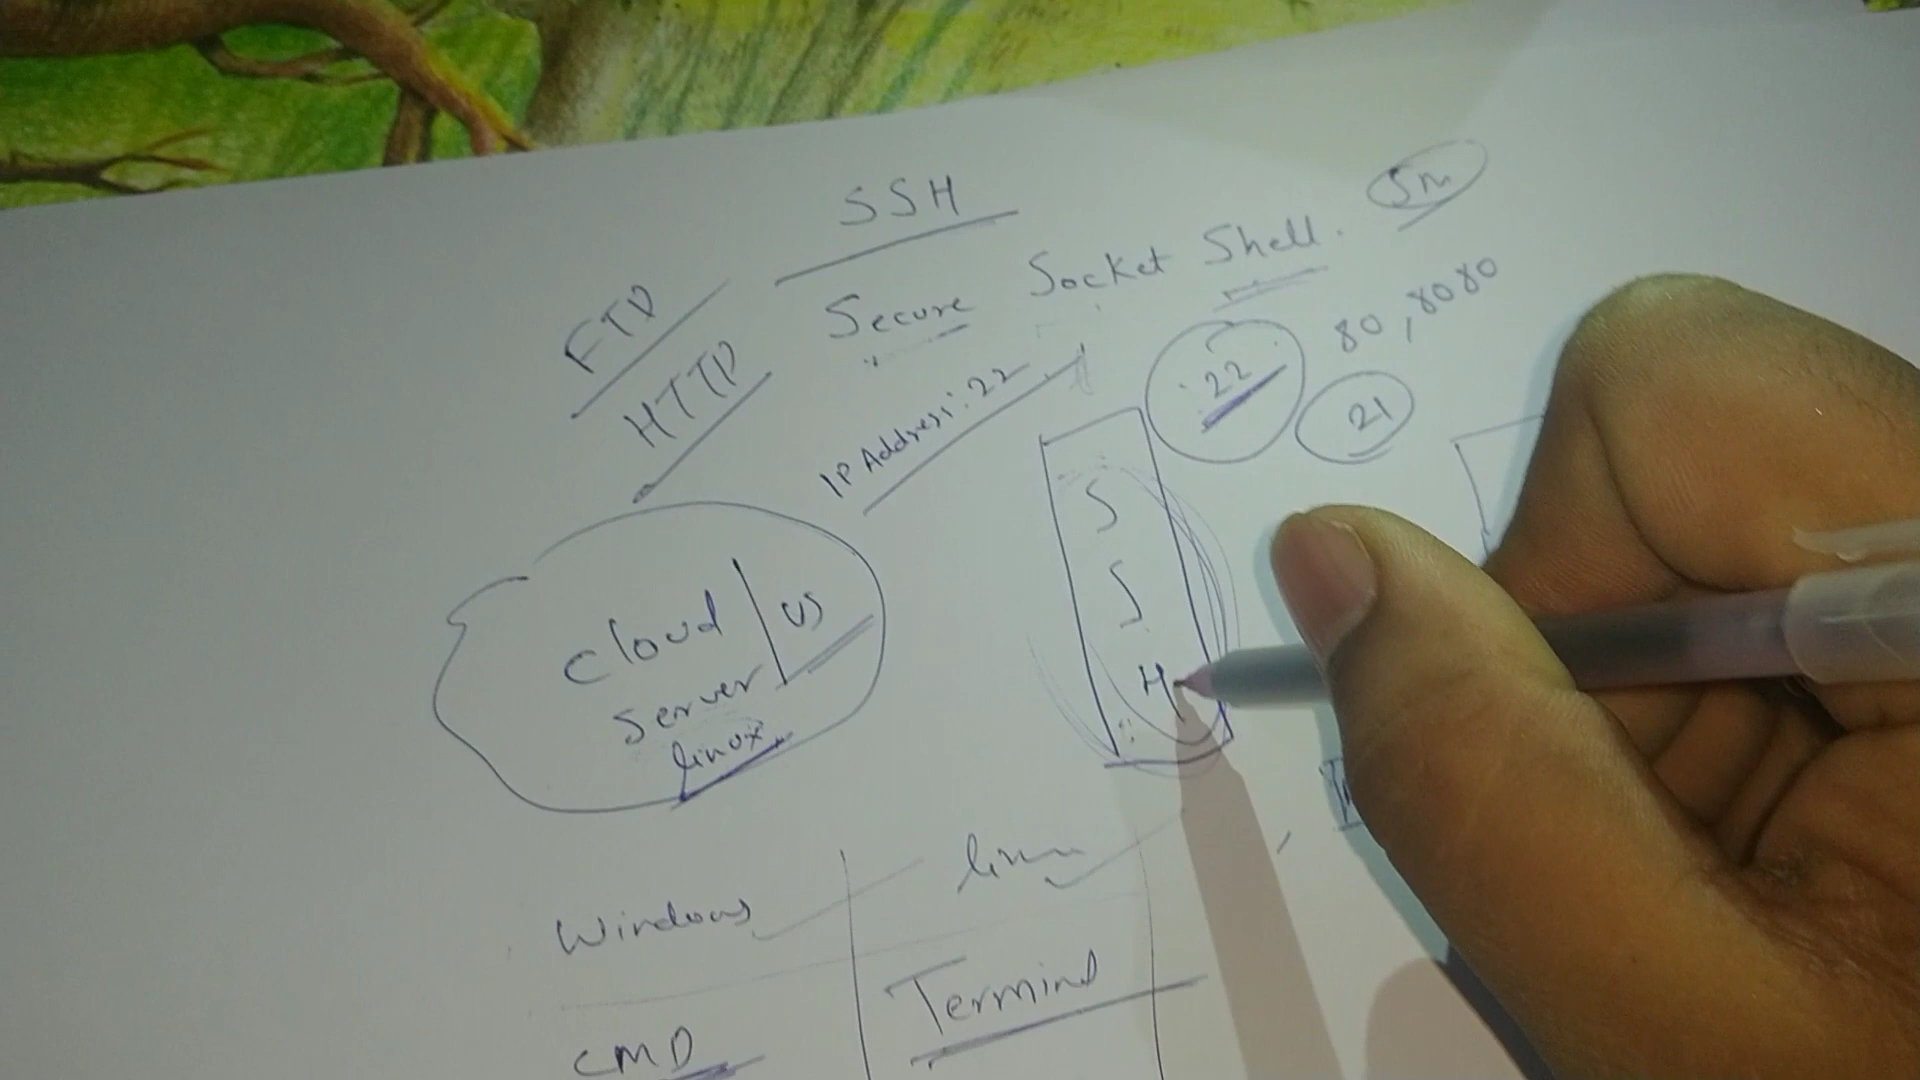 SSH
Secure Socket Shell.
FTP
HTTP
IP Address: 22
:22
80, 8080
21
S
S
H
Cloud
Server
linux
Windows
CMD
Terminal